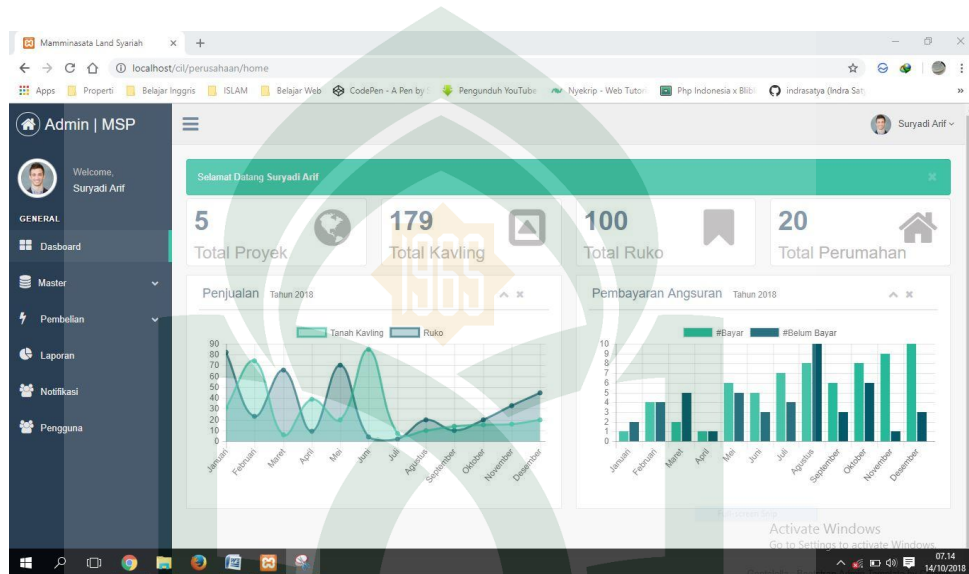 Mamminasata Land Syariah
localhost/cil/perusahaan/home
Apps Properti Belajar Inggris ISLAM Belajar Web CodePen - A Pen by Pengunduh YouTube Nyekrip - Web Tutor Php Indonesia x Blib indrasatya (Indra Sat
Admin | MSP
Suryadi Arif
Welcome,
Suryadi Arif
GENERAL
Dasboard
Master
Pembelian
Laporan
Notifikasi
Pengguna
Selamat Datang Suryadi Arif
5
Total Proyek
179
Total Kavling
100
Total Ruko
20
Total Perumahan
1965
Penjualan Tahun 2018
Tanah Kavling Ruko
90
80
70
60
50
40
30
20
10
0
Januari Februari Maret April Mei Juni Juli Agustus September Oktober November Desember
Pembayaran Angsuran Tahun 2018
#Bayar #Belum Bayar
10
9
8
7
6
5
4
3
2
1
0
Januari Februari Maret April Mei Juni Juli Agustus September Oktober November Desember
Activate Windows
Go to Settings to activate Windows.
07.14
14/10/2018